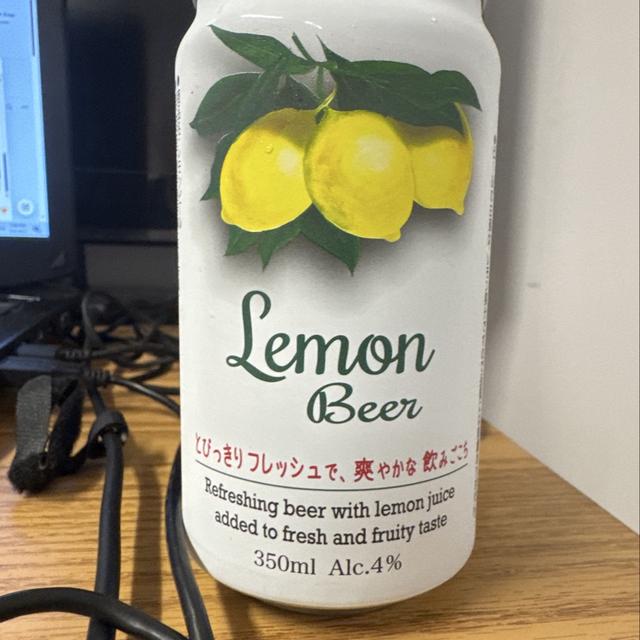 Lemon
Beer
とびっきりフレッシュで、爽やかな飲みごこち
Refreshing beer with lemon juice
added to fresh and fruity taste
350ml Alc.4%